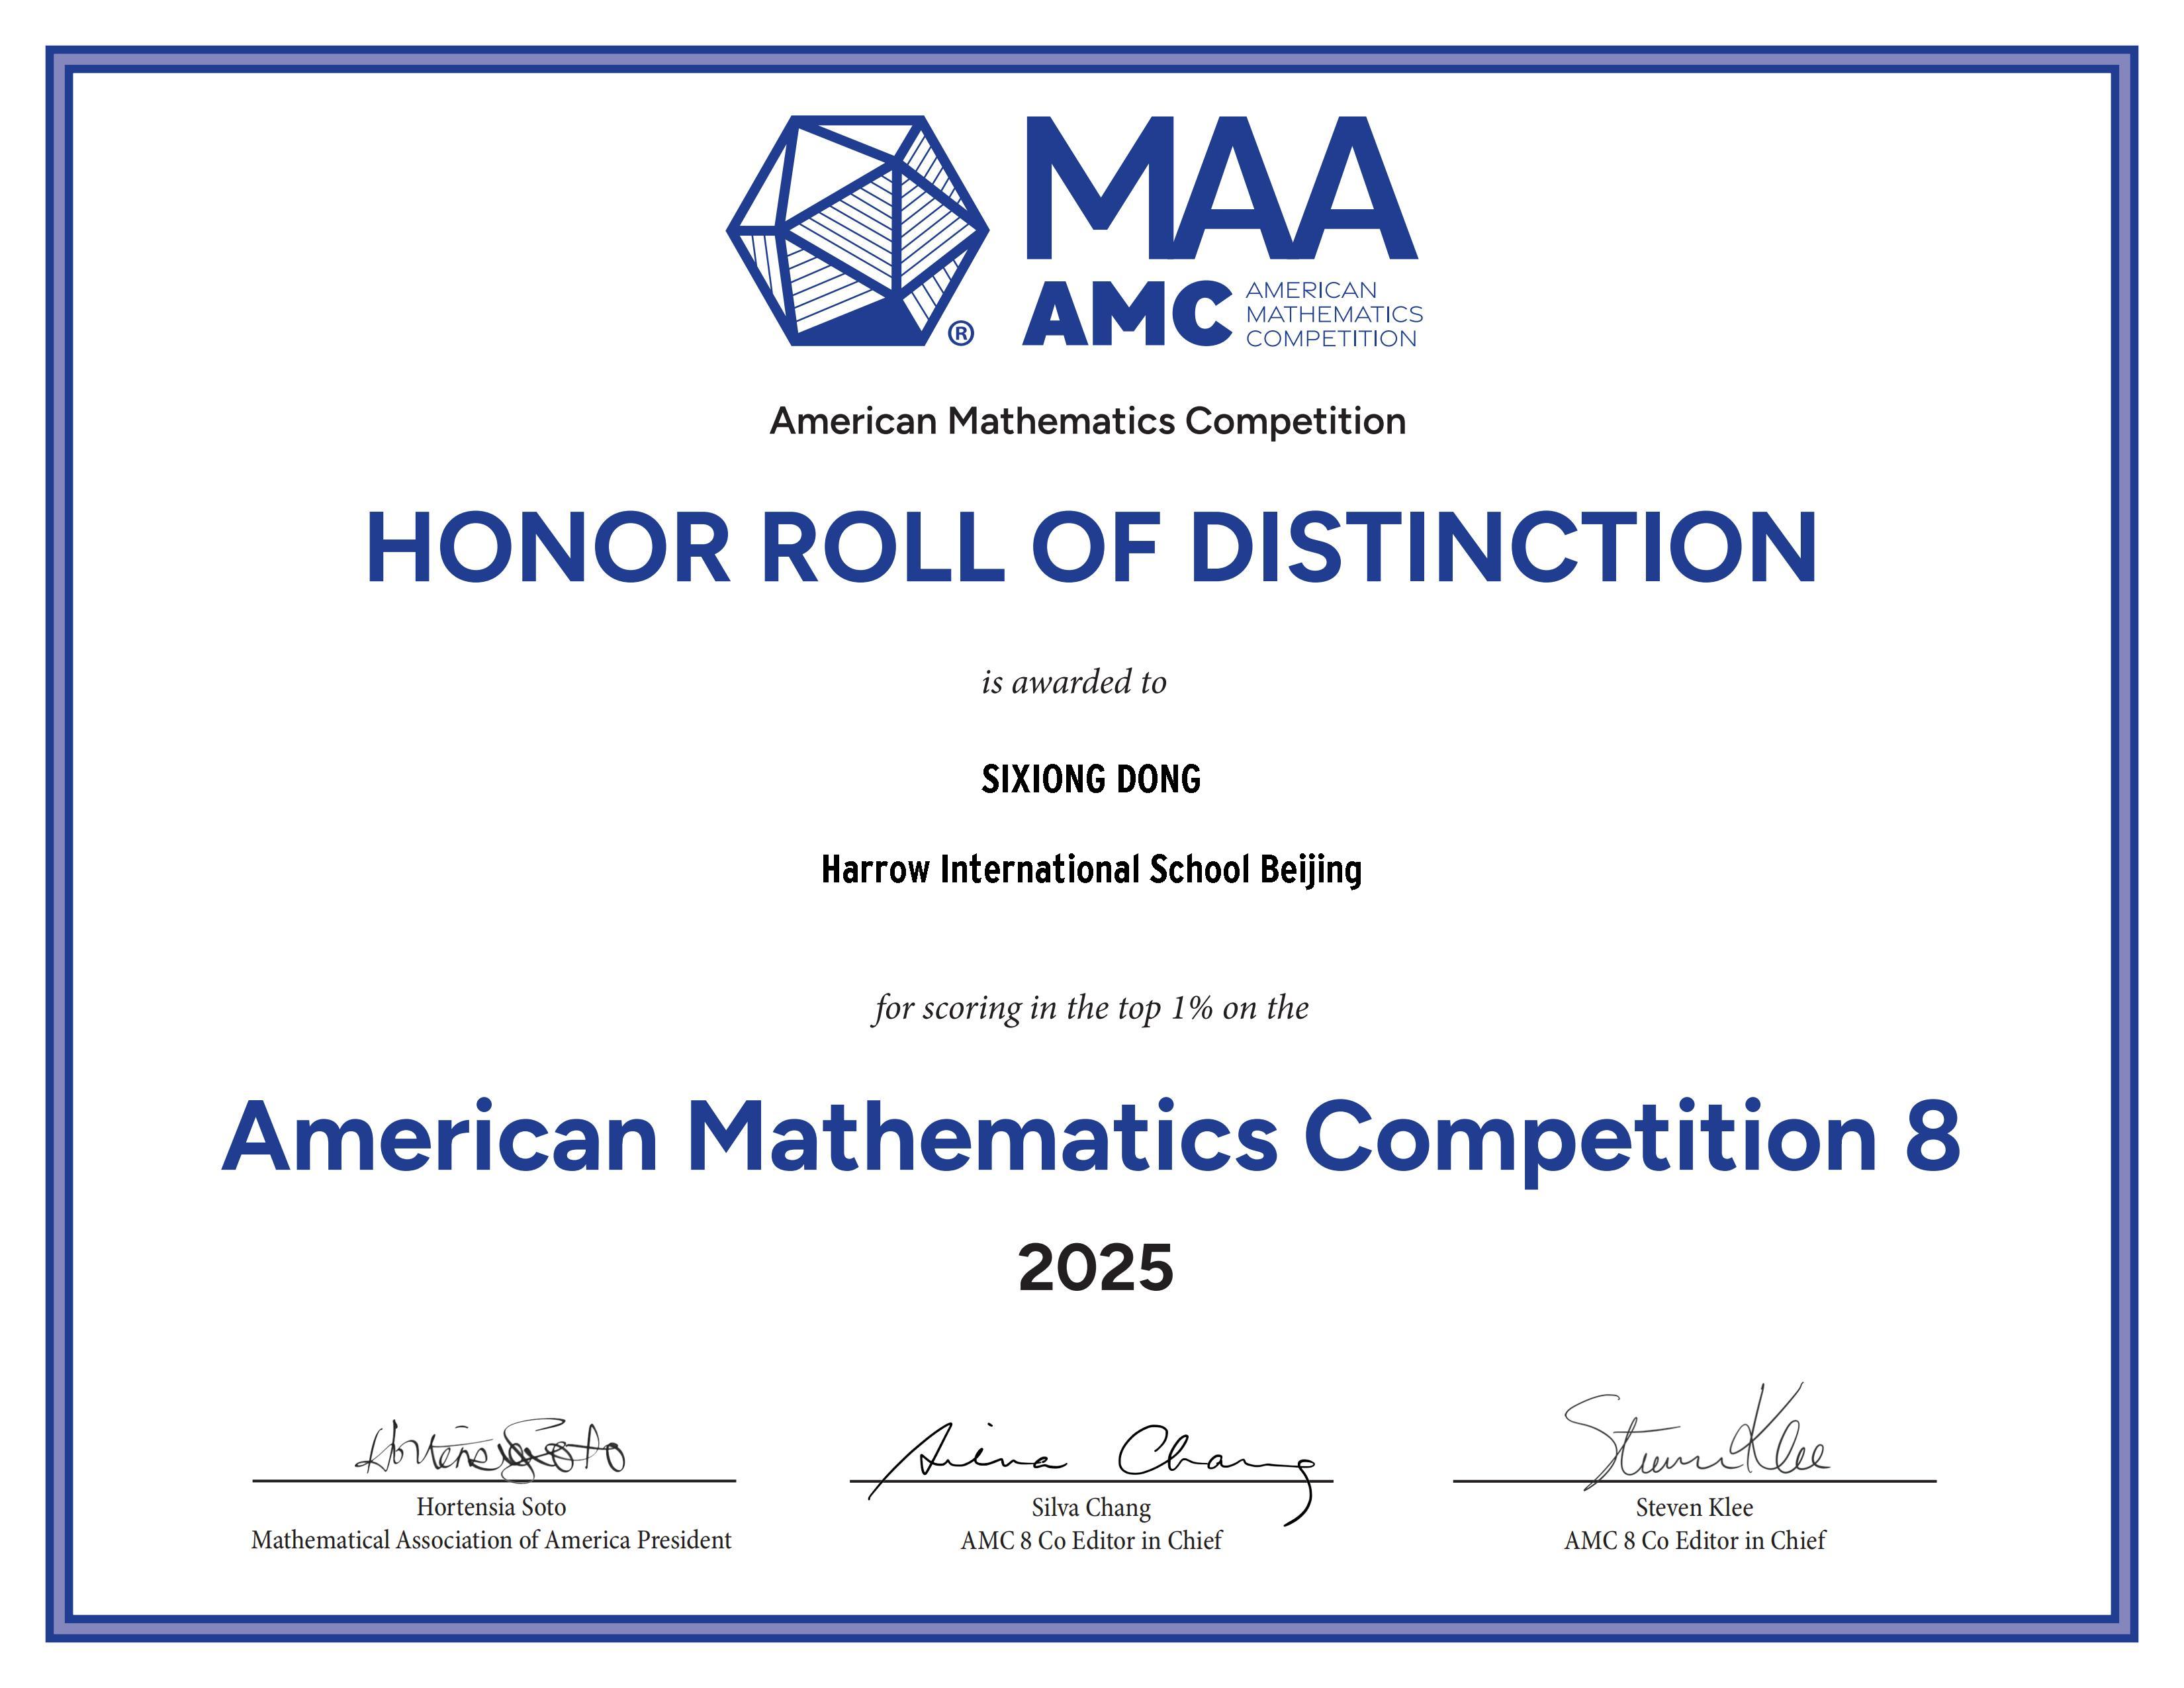 MAA
AMC AMERICAN
MATHEMATICS
COMPETITION
®
American Mathematics Competition
HONOR ROLL OF DISTINCTION
is awarded to
SIXIONG DONG
Harrow International School Beijing
for scoring in the top 1% on the
American Mathematics Competition 8
2025
Hortensia Soto
Silva Chang
Steven Klee
Hortensia Soto
Mathematical Association of America President
Silva Chang
AMC 8 Co Editor in Chief
Steven Klee
AMC 8 Co Editor in Chief